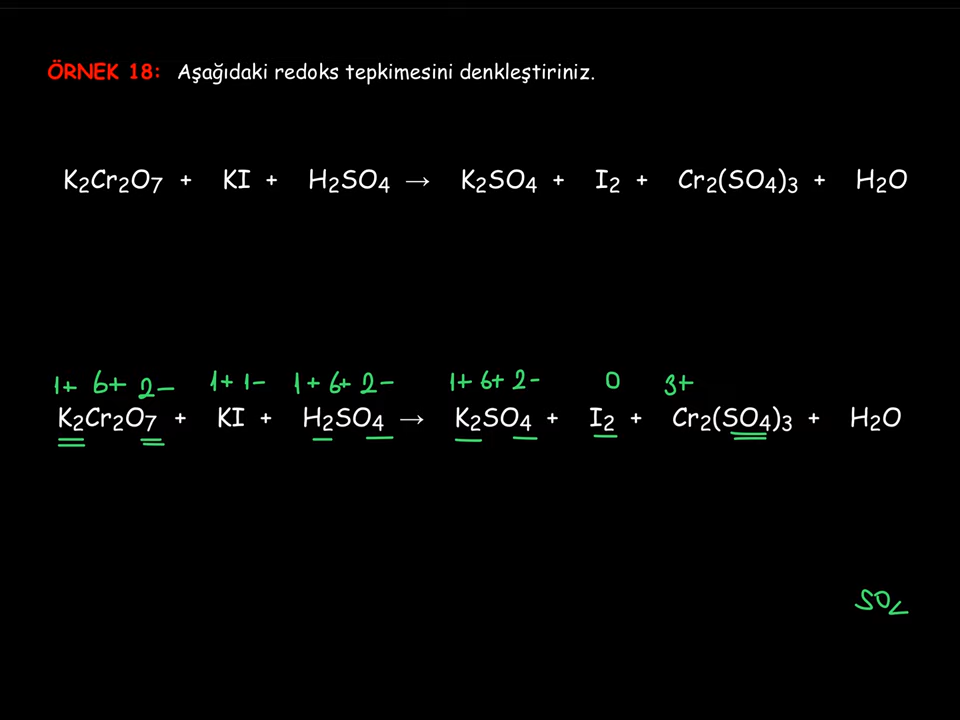 ÖRNEK 18: Aşağıdaki redoks tepkimesini denkleştiriniz.
K2Cr2O7 + KI + H2SO4 → K2SO4 + I2 + Cr2(SO4)3 + H2O
1+ 6+ 2- 1+ 1- 1+ 6+ 2- 1+ 6+ 2- 0 3+
K2Cr2O7 + KI + H2SO4 → K2SO4 + I2 + Cr2(SO4)3 + H2O
SO